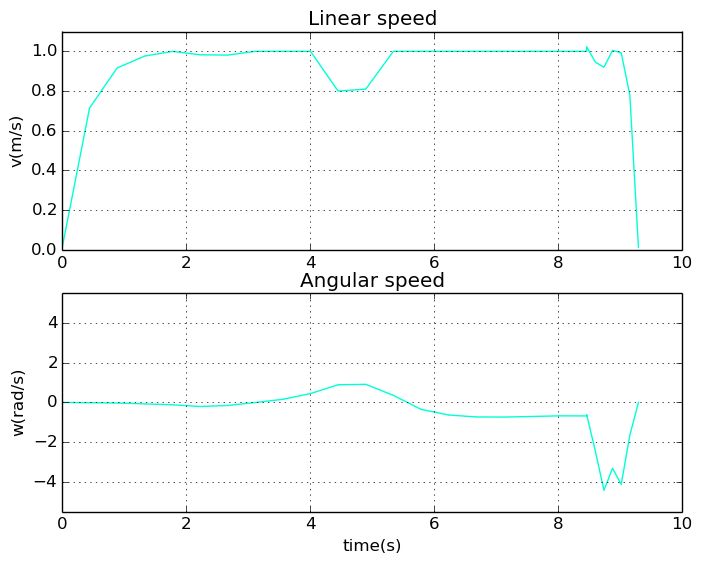 Linear speed
v(m/s)
1.0
0.8
0.6
0.4
0.2
0.0
0 2 4 6 8 10
Angular speed
w(rad/s)
4
2
0
−2
−4
0 2 4 6 8 10
time(s)